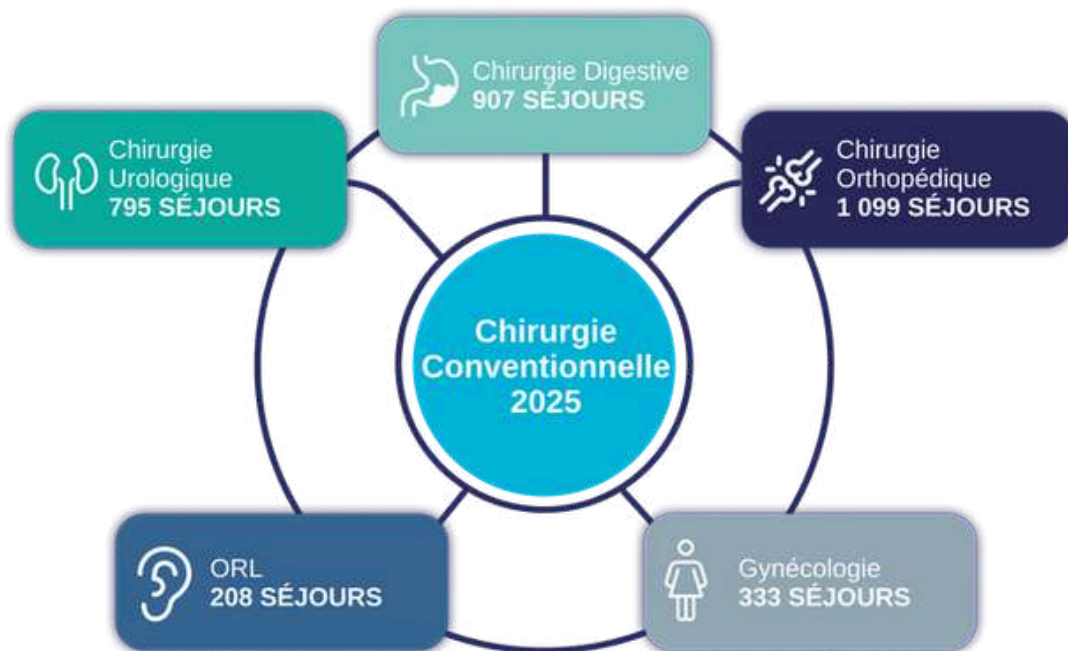 Chirurgie Digestive
907 SÉJOURS
Chirurgie
Urologique
795 SÉJOURS
Chirurgie
Orthopédique
1 099 SÉJOURS
Chirurgie
Conventionnelle
2025
ORL
208 SÉJOURS
Gynécologie
333 SÉJOURS